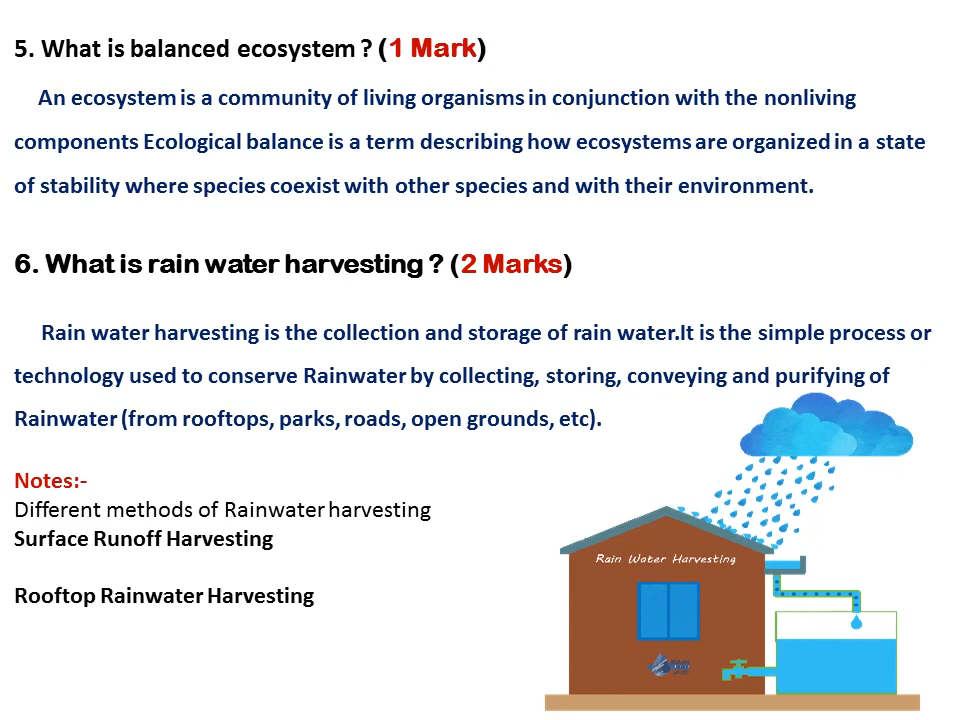 5. What is balanced ecosystem ? (1 Mark)
An ecosystem is a community of living organisms in conjunction with the nonliving
components Ecological balance is a term describing how ecosystems are organized in a state
of stability where species coexist with other species and with their environment.
6. What is rain water harvesting ? (2 Marks)
Rain water harvesting is the collection and storage of rain water.It is the simple process or
technology used to conserve Rainwater by collecting, storing, conveying and purifying of
Rainwater (from rooftops, parks, roads, open grounds, etc).
Notes:-
Different methods of Rainwater harvesting
Surface Runoff Harvesting
Rooftop Rainwater Harvesting
Rain Water Harvesting